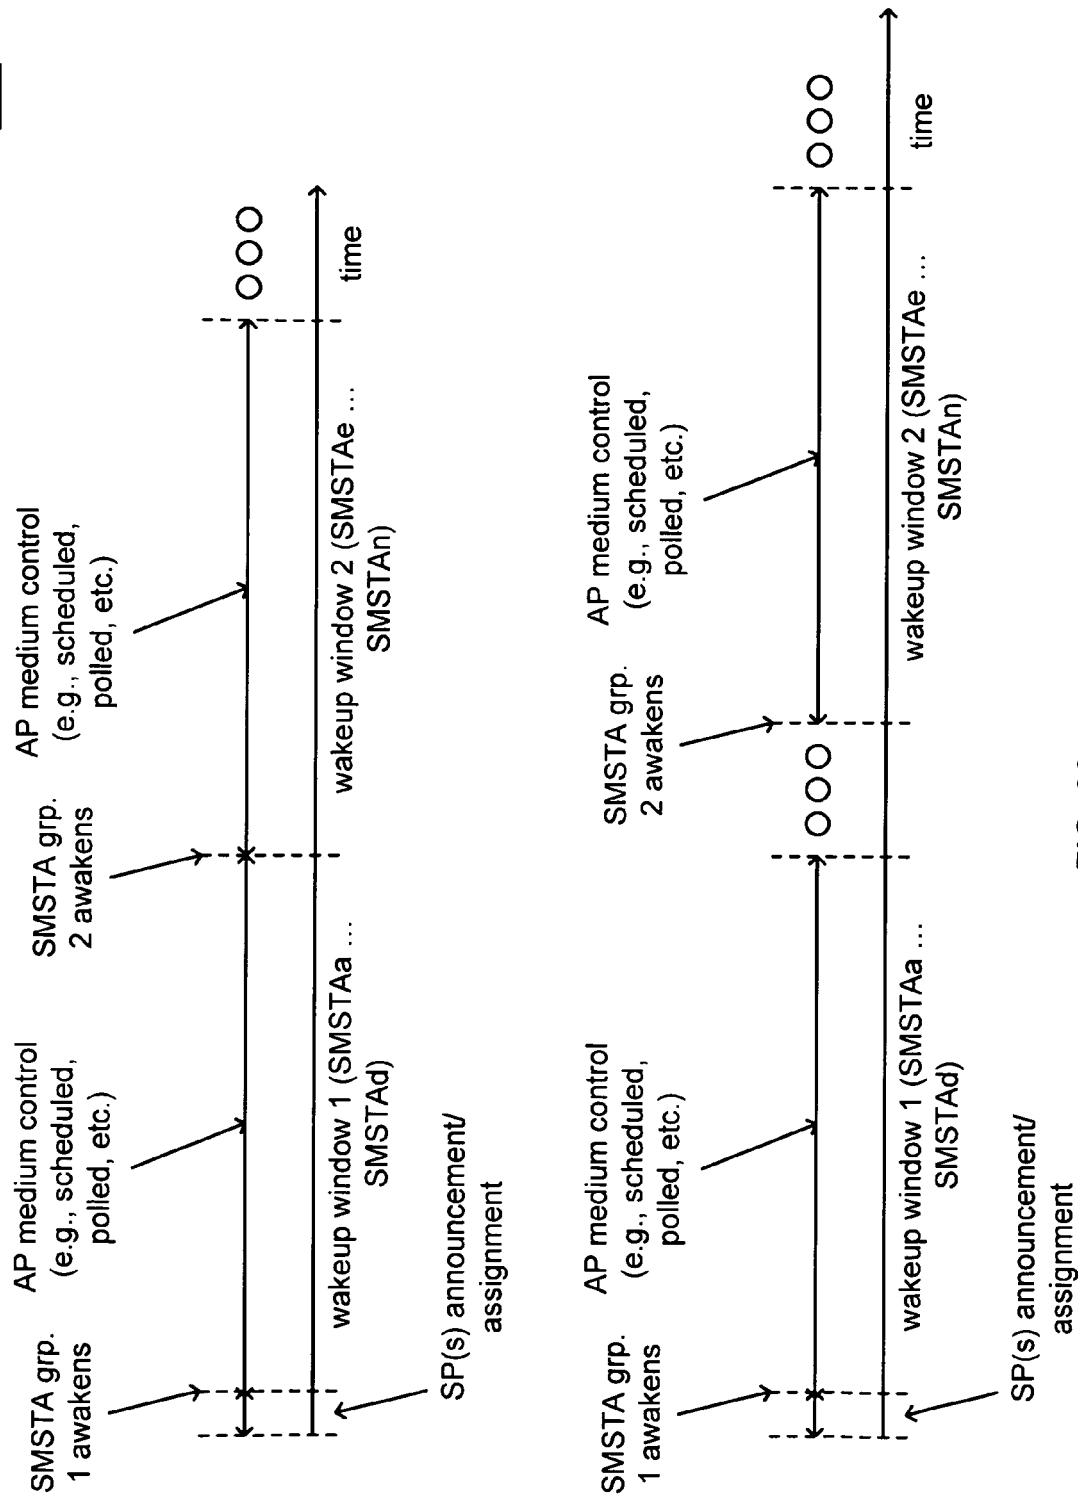 SMSTA grp.
1 awakens
AP medium control
(e.g., scheduled,
polled, etc.)
SMSTA grp.
2 awakens
AP medium control
(e.g., scheduled,
polled, etc.)
wakeup window 1 (SMSTAa ...
SMSTAd)
wakeup window 2 (SMSTAe ...
SMSTAn)
time
SP(s) announcement/
assignment
SMSTA grp.
1 awakens
AP medium control
(e.g., scheduled,
polled, etc.)
SMSTA grp.
2 awakens
AP medium control
(e.g., scheduled,
polled, etc.)
wakeup window 1 (SMSTAa ...
SMSTAd)
wakeup window 2 (SMSTAe ...
SMSTAn)
time
SP(s) announcement/
assignment